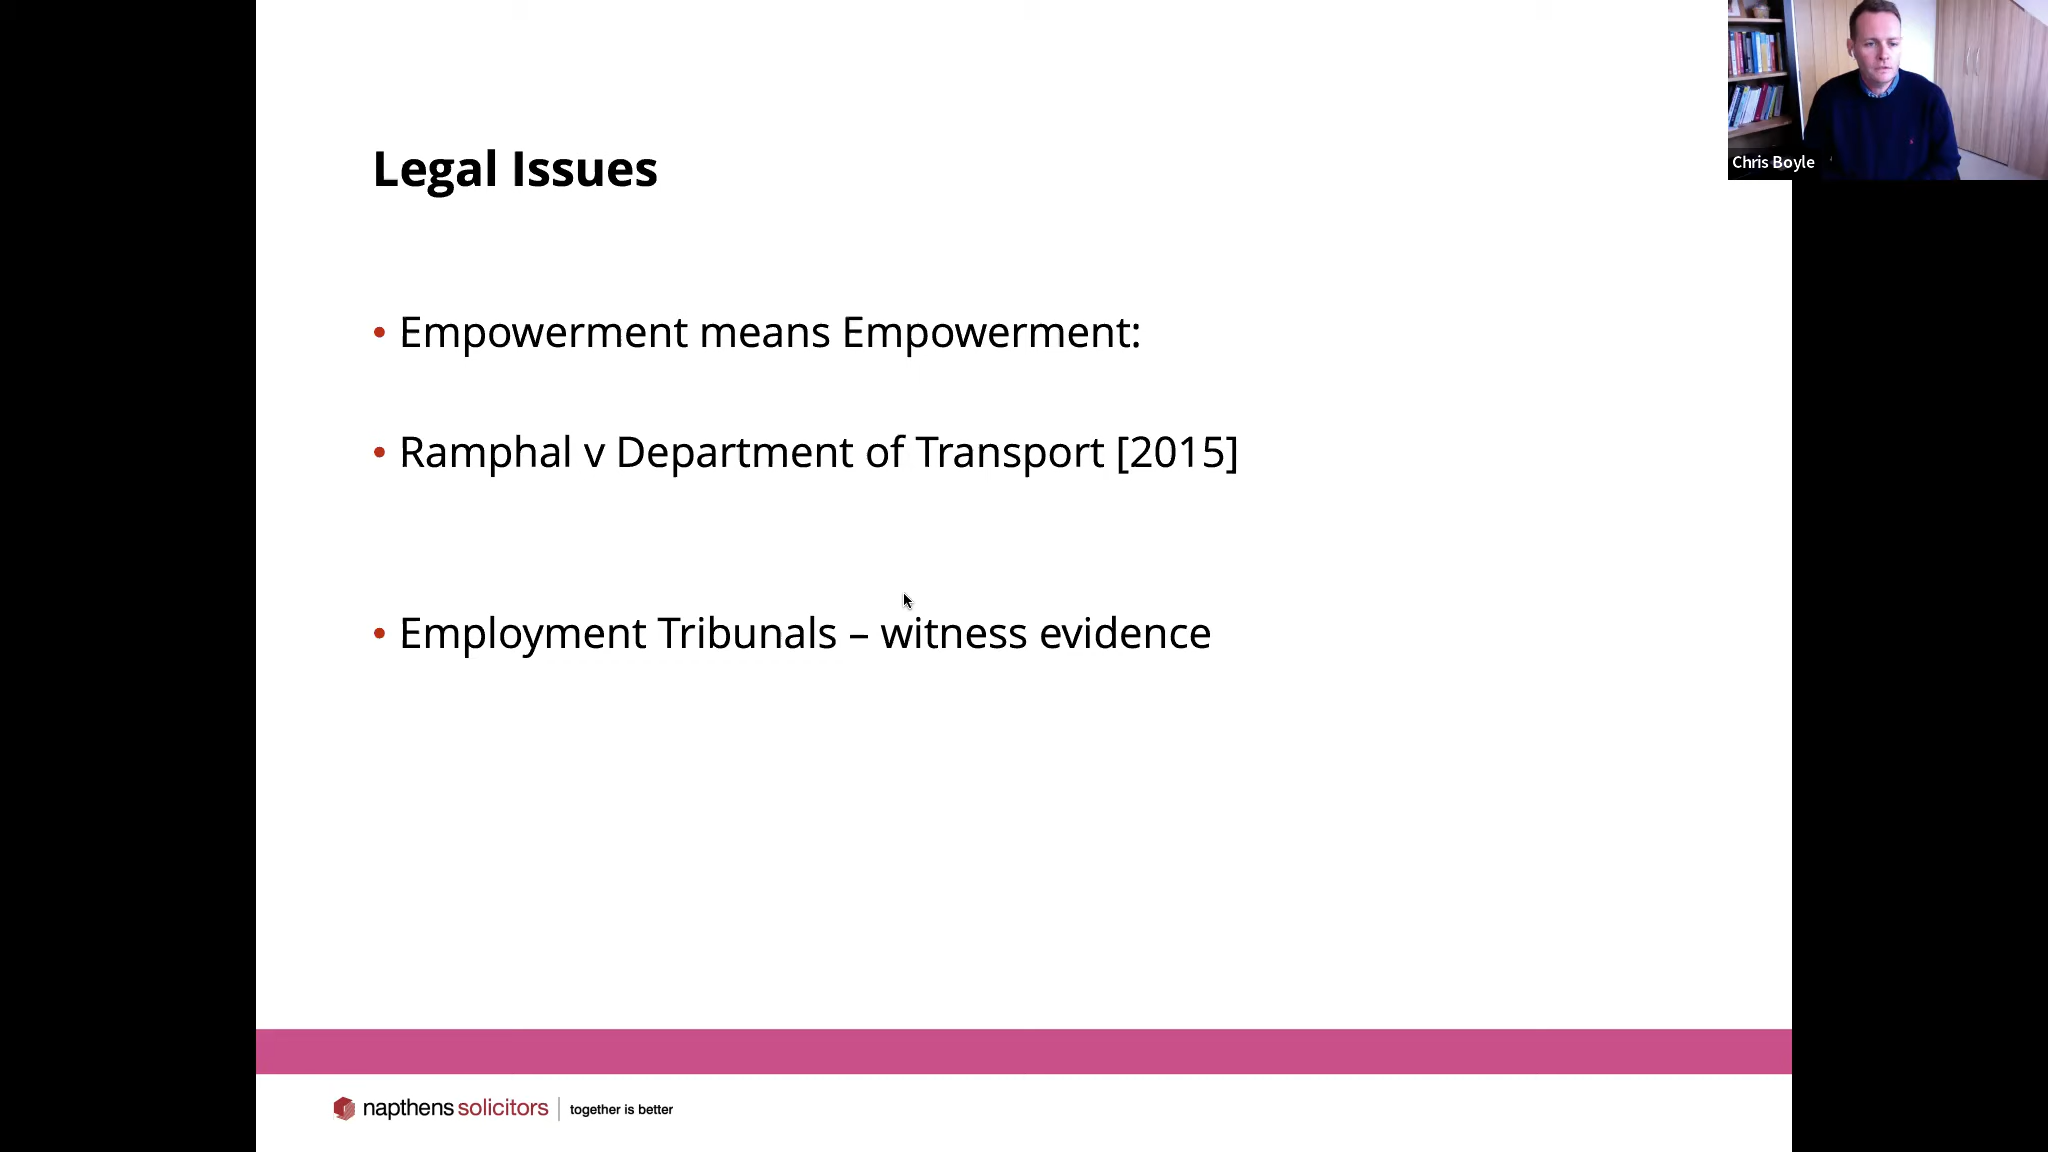 Legal Issues
• Empowerment means Empowerment:
• Ramphal v Department of Transport [2015]
• Employment Tribunals – witness evidence
Chris Boyle
napthens solicitors | together is better